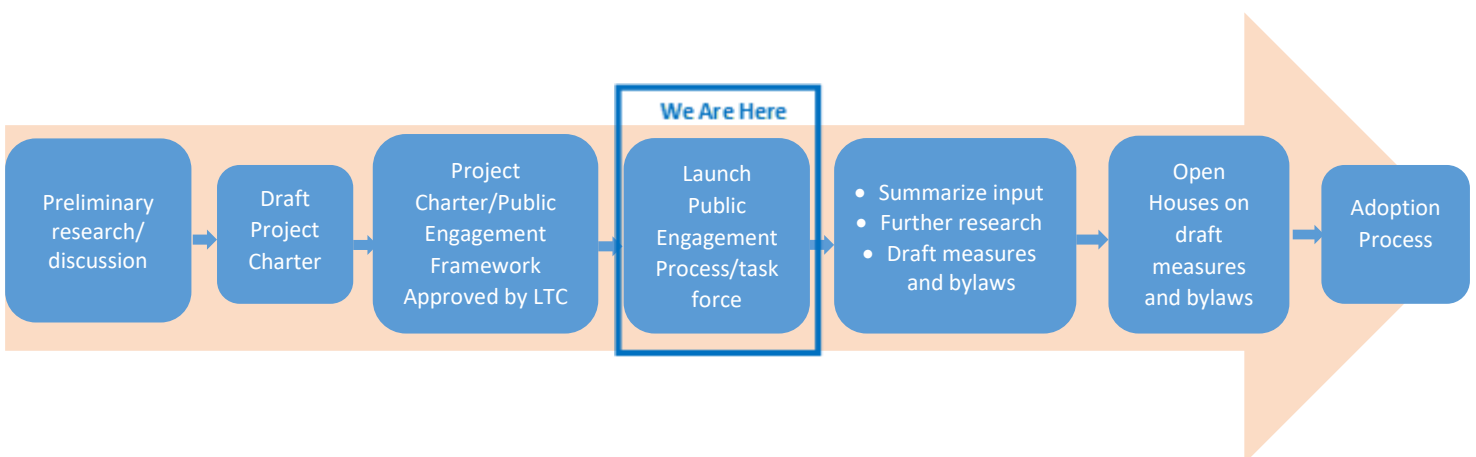 We Are Here
Preliminary
research/
discussion
Draft
Project
Charter
Project
Charter/Public
Engagement
Framework
Approved by LTC
Launch
Public
Engagement
Process/task
force
• Summarize input
• Further research
• Draft measures
and bylaws
Open
Houses on
draft
measures
and bylaws
Adoption
Process